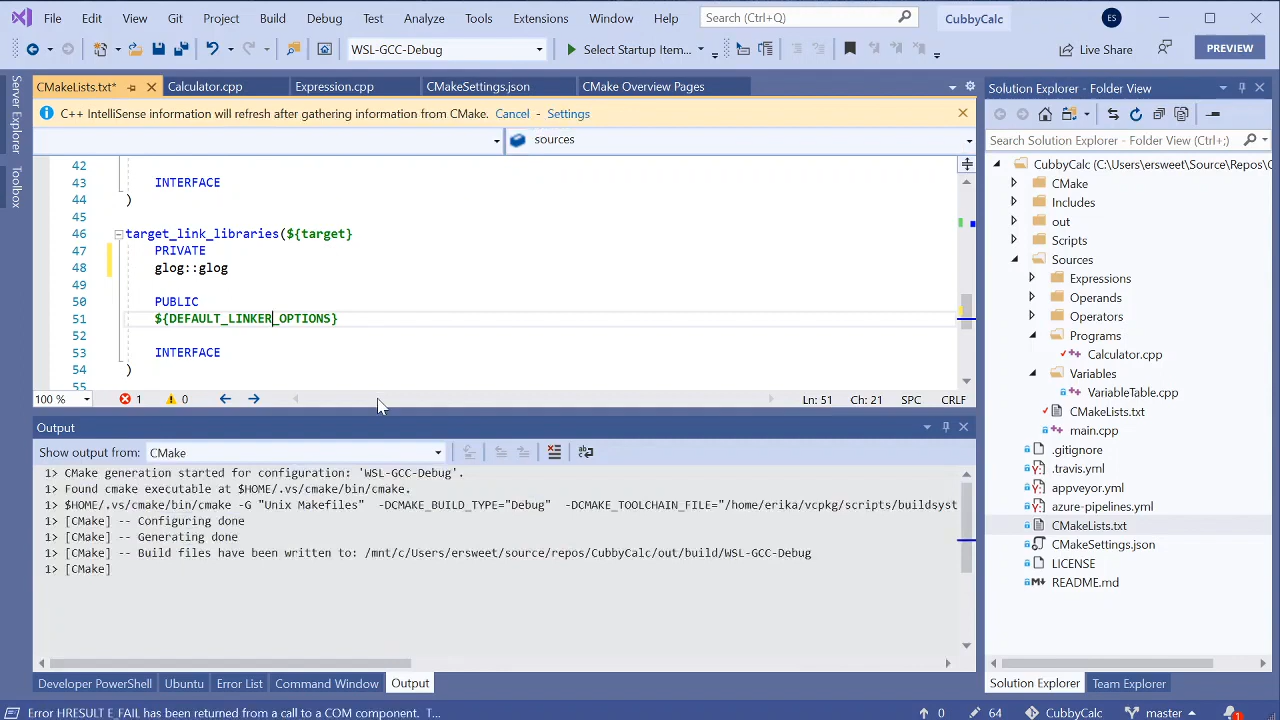 File Edit View Git Project Build Debug Test Analyze Tools Extensions Window Help Search (Ctrl+Q) CubbyCalc ES
WSL-GCC-Debug Select Startup Item... Live Share PREVIEW
CMakeLists.txt* Calculator.cpp Expression.cpp CMakeSettings.json CMake Overview Pages
C++ IntelliSense information will refresh after gathering information from CMake. Cancel - Settings
sources
42
43 INTERFACE
44 )
45
46 target_link_libraries(${target}
47 PRIVATE
48 glog::glog
49
50 PUBLIC
51 ${DEFAULT_LINKER_OPTIONS}
52
53 INTERFACE
54 )
55
100 % 1 0 Ln: 51 Ch: 21 SPC CRLF
Output
Show output from: CMake
1> CMake generation started for configuration: 'WSL-GCC-Debug'.
1> Found cmake executable at $HOME/.vs/cmake/bin/cmake.
1> $HOME/.vs/cmake/bin/cmake -G "Unix Makefiles" -DCMAKE_BUILD_TYPE="Debug" -DCMAKE_TOOLCHAIN_FILE="/home/erika/vcpkg/scripts/buildsyst
1> [CMake] -- Configuring done
1> [CMake] -- Generating done
1> [CMake] -- Build files have been written to: /mnt/c/Users/ersweet/source/repos/CubbyCalc/out/build/WSL-GCC-Debug
1> [CMake]
Developer PowerShell Ubuntu Error List Command Window Output
Server Explorer
Toolbox
Solution Explorer - Folder View
Search Solution Explorer - Folder View (Ctrl+;)
CubbyCalc (C:\Users\ersweet\Source\Repos\C
CMake
Includes
out
Scripts
Sources
Expressions
Operands
Operators
Programs
Calculator.cpp
Variables
VariableTable.cpp
CMakeLists.txt
main.cpp
.gitignore
.travis.yml
appveyor.yml
azure-pipelines.yml
CMakeLists.txt
CMakeSettings.json
LICENSE
README.md
Solution Explorer Team Explorer
Error HRESULT E_FAIL has been returned from a call to a COM component. T... 0 64 CubbyCalc master 1